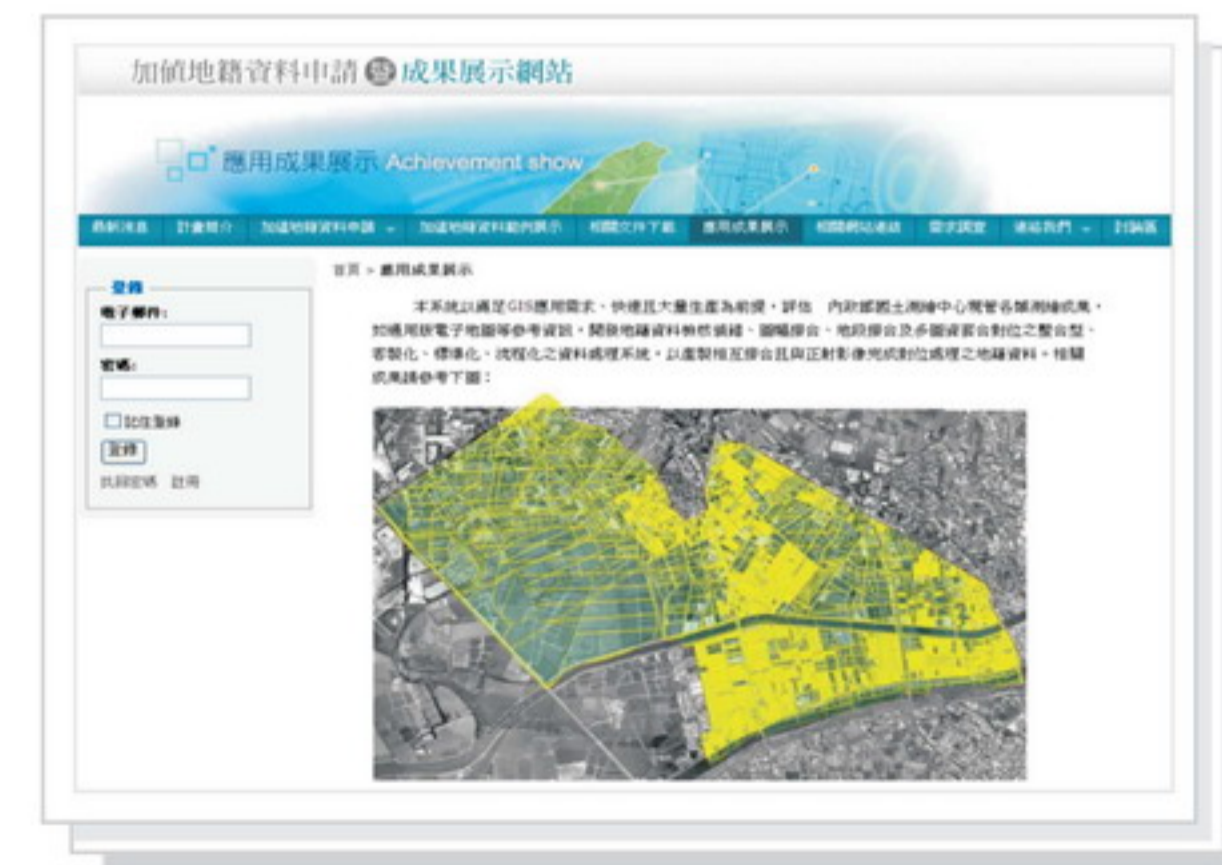 加值地籍資料申請暨成果展示網站
應用成果展示 Achievement show
最新消息 計畫簡介 加值地籍資料申請 加值地籍資料範例展示 相關文件下載 應用成果展示 相關網站連結 需求調查 連絡我們 討論區
首頁 > 應用成果展示
登錄
電子郵件:
密碼:
記住登錄
登錄
找回密碼 註冊
本系統以滿足GIS應用需求、快速且大量生產為前提，評估 內政部國土測繪中心現管各類測繪成果，
如通用版電子地圖等參考資訊，開發地籍資料檢核偵錯、圖幅接合、地段接合及多圖資套合對位之整合型、
客製化、標準化、流程化之資料處理系統，以產製相互接合且與正射影像完成對位處理之地籍資料。相關
成果請參考下圖：